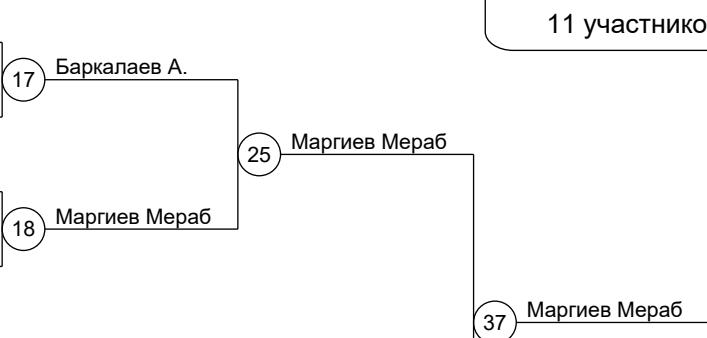 11 участнико
17 Баркалаев А.
25 Маргиев Мераб
18 Маргиев Мераб
37 Маргиев Мераб